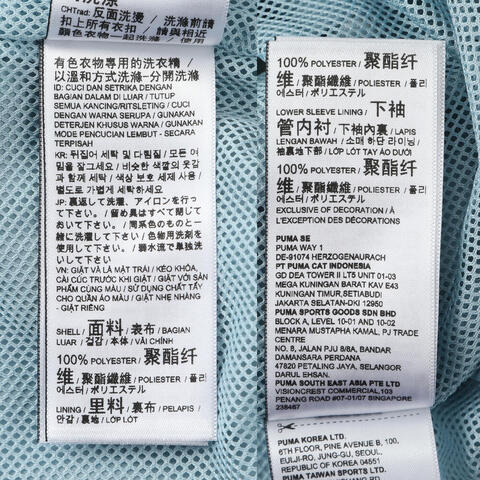 CHTrad: 反面洗燙 / 洗滌前請
扣上所有衣扣 / 請與相近
有色衣物專用的洗衣精 /
以溫和方式洗滌-分開洗滌
ID: CUCI DAN SETRIKA DENGAN
BAGIAN DALAM DI LUAR / TUTUP
SEMUA KANCING/RITSLETING / CUCI
DENGAN WARNA SERUPA / GUNAKAN
DETERJEN KHUSUS WARNA / GUNAKAN
MODE PENCUCIAN LEMBUT - SECARA
TERPISAH
KR: 뒤집어 세탁 및 다림질 / 모든 여
밈을 잠그세요 / 비슷한 색깔의 옷감
과 함께 세탁 / 색상 보호 세제 사용 /
별도로 가볍게 세탁하세요
JP: 裏返して洗濯、アイロンを行っ
て下さい。 / 留め具はすべて閉じて
おいて下さい。 / 同系色のものと一
緒に洗濯して下さい。 / 色物用洗剤を
使用して下さい。 / 弱水流で単独洗
いして下さい。
VN: GIẶT VÀ LÀ MẶT TRÁI / KÉO KHÓA,
CÀI CÚC TRƯỚC KHI GIẶT / GIẶT VỚI SẢN
PHẨM CÙNG MÀU / SỬ DỤNG CHẤT TẨY
CHO QUẦN ÁO MÀU / GIẶT NHẸ NHÀNG
- GIẶT RIÊNG
SHELL / 面料 / 表布 / BAGIAN
LUAR / 겉감 / 本体 / VẢI CHÍNH
100% POLYESTER / 聚酯纤
维 / 聚酯纖維 / POLIESTER / 폴리
에스터 / ポリエステル
LINING / 里料 / 裏布 / PELAPIS /
안감 / 裏地 / LỚP LÓT
100% POLYESTER / 聚酯纤
维 / 聚酯纖維 / POLIESTER / 폴리
에스터 / ポリエステル
LOWER SLEEVE LINING / 下袖
管内衬 / 下袖內裏 / LAPIS
LENGAN BAWAH / 소매 하단 라이닝 /
袖裏地下部 / LỚP LÓT TAY ÁO DƯỚI
100% POLYESTER / 聚酯纤
维 / 聚酯纖維 / POLIESTER / 폴리
에스터 / ポリエステル
EXCLUSIVE OF DECORATION / À
L'EXCEPTION DES DÉCORATIONS
PUMA SE
PUMA WAY 1
DE-91074 HERZOGENAURACH
PT PUMA CAT INDONESIA
GD DEA TOWER II LT5 UNIT 01-03
MEGA KUNINGAN BARAT KAV E43
KUNINGAN TIMUR,SETIABUDI
JAKARTA SELATAN-DKI 12950
PUMA SPORTS GOODS SDN BHD
BLOCK A, LEVEL 10-01 AND 10-02
MENARA MUSTAPHA KAMAL, PJ TRADE
CENTRE
NO. 8, JALAN PJU 8/8A, BANDAR
DAMANSARA PERDANA
47820 PETALING JAYA, SELANGOR
DARUL EHSAN.
PUMA SOUTH EAST ASIA PTE LTD
VISIONCREST COMMERCIAL,103
PENANG ROAD #07-01/07 SINGAPORE
238467
PUMA KOREA LTD.
6TH FLOOR, PINE AVENUE B, 100,
EULJI-RO, JUNG-GU, SEOUL,
REPUBLIC OF KOREA 04551
PUMA TAIWAN SPORTS LTD.